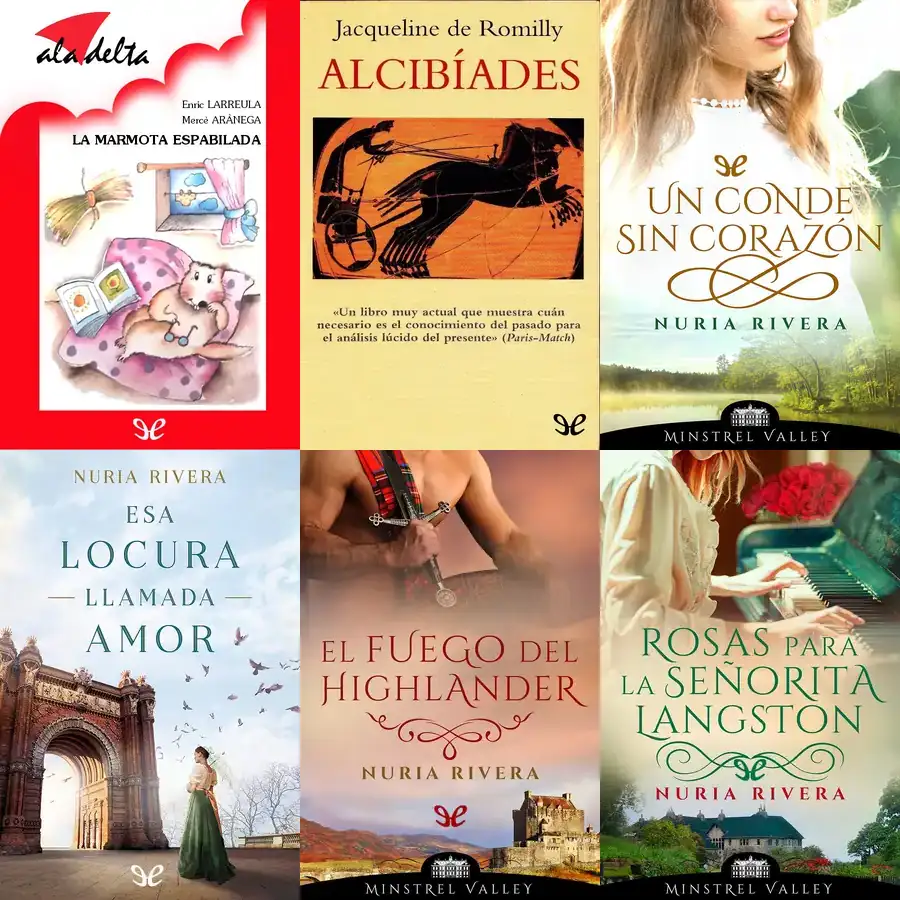 ala delta
Enric LARREULA
Mercè ARÁNEGA
LA MARMOTA ESPABILADA
Jacqueline de Romilly
ALCIBÍADES
«Un libro muy actual que muestra cuán
necesario es el conocimiento del pasado para
el análisis lúcido del presente» (Paris-Match)
UN CONDE
SIN CORAZÓN
NURIA RIVERA
MINSTREL VALLEY
NURIA RIVERA
ESA
LOCURA
LLAMADA
AMOR
EL FUEGO DEL
HIGHLANDER
NURIA RIVERA
MINSTREL VALLEY
ROSAS PARA
LA SEÑORITA
LANGSTON
NURIA RIVERA
MINSTREL VALLEY